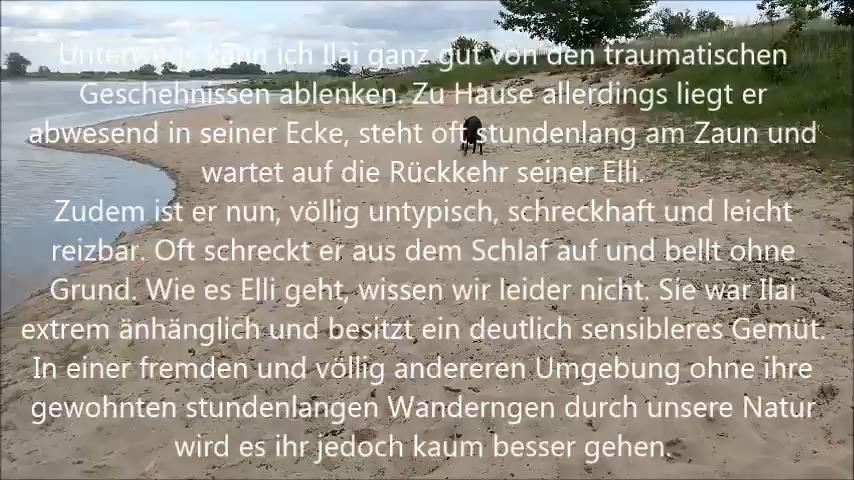 Unterwegs kann ich Ilai ganz gut von den traumatischen
Geschehnissen ablenken. Zu Hause allerdings liegt er
abwesend in seiner Ecke, steht oft stundenlang am Zaun und
wartet auf die Rückkehr seiner Elli.
Zudem ist er nun, völlig untypisch, schreckhaft und leicht
reizbar. Oft schreckt er aus dem Schlaf auf und bellt ohne
Grund. Wie es Elli geht, wissen wir leider nicht. Sie war Ilai
extrem änhänglich und besitzt ein deutlich sensibleres Gemüt.
In einer fremden und völlig andereren Umgebung ohne ihre
gewohnten stundenlangen Wanderngen durch unsere Natur
wird es ihr jedoch kaum besser gehen.